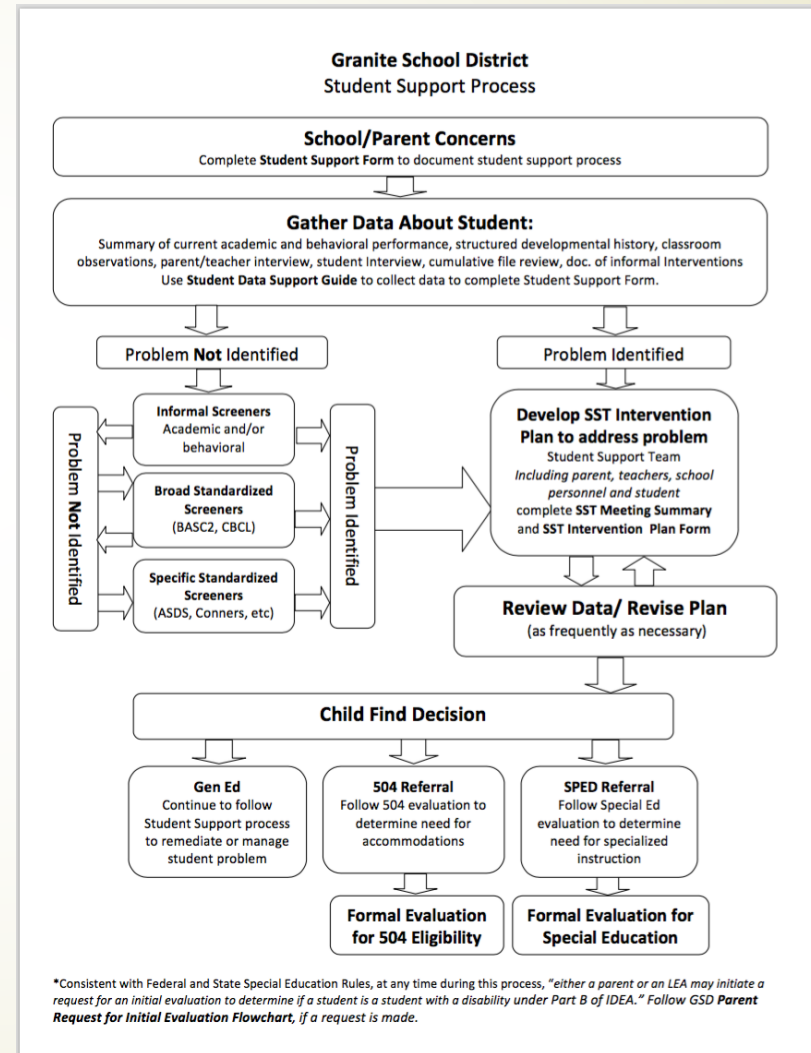 Granite School District
Student Support Process
School/Parent Concerns
Complete Student Support Form to document student support process
Gather Data About Student:
Summary of current academic and behavioral performance, structured developmental history, classroom
observations, parent/teacher interview, student Interview, cumulative file review, doc. of informal Interventions
Use Student Data Support Guide to collect data to complete Student Support Form.
Problem Not Identified
Problem Identified
Problem Not Identified
Informal Screeners
Academic and/or
behavioral
Broad Standardized
Screeners
(BASC2, CBCL)
Specific Standardized
Screeners
(ASDS, Conners, etc)
Problem Identified
Develop SST Intervention
Plan to address problem
Student Support Team
Including parent, teachers, school
personnel and student
complete SST Meeting Summary
and SST Intervention Plan Form
Review Data/ Revise Plan
(as frequently as necessary)
Child Find Decision
Gen Ed
Continue to follow
Student Support process
to remediate or manage
student problem
504 Referral
Follow 504 evaluation to
determine need for
accommodations
SPED Referral
Follow Special Ed
evaluation to determine
need for specialized
instruction
Formal Evaluation
for 504 Eligibility
Formal Evaluation for
Special Education
*Consistent with Federal and State Special Education Rules, at any time during this process, "either a parent or an LEA may initiate a
request for an initial evaluation to determine if a student is a student with a disability under Part B of IDEA." Follow GSD Parent
Request for Initial Evaluation Flowchart, if a request is made.